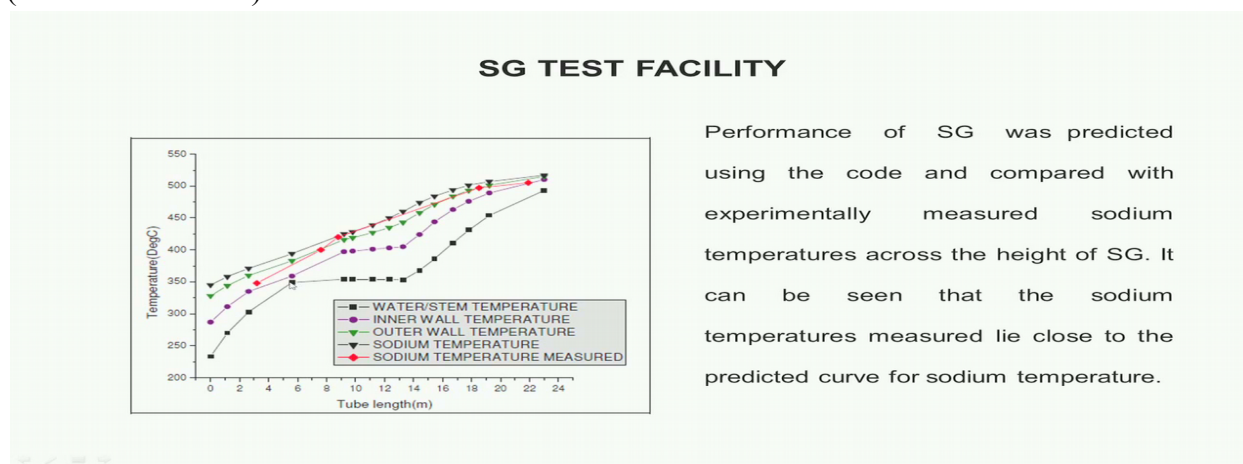 SG TEST FACILITY
Performance of SG was predicted
using the code and compared with
experimentally measured sodium
temperatures across the height of SG. It
can be seen that the sodium
temperatures measured lie close to the
predicted curve for sodium temperature.
550
500
450
400
350
300
250
200
Temperature(DegC)
WATER/STEM TEMPERATURE
INNER WALL TEMPERATURE
OUTER WALL TEMPERATURE
SODIUM TEMPERATURE
SODIUM TEMPERATURE MEASURED
0 2 4 6 8 10 12 14 16 18 20 22 24
Tube length(m)